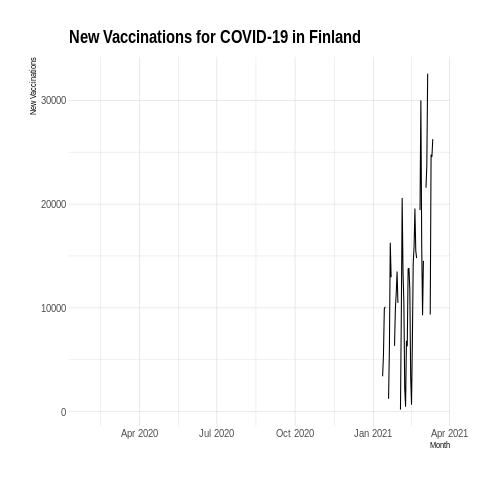 New Vaccinations for COVID-19 in Finland
New Vaccinations
30000
20000
10000
0
Apr 2020 Jul 2020 Oct 2020 Jan 2021 Apr 2021
Month